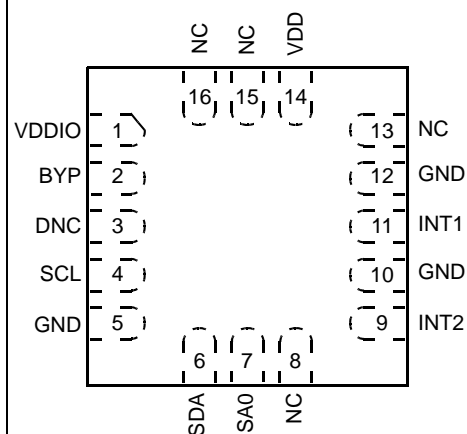 NC NC VDD
16 15 14
VDDIO 1 13 NC
BYP 2 12 GND
DNC 3 11 INT1
SCL 4 10 GND
GND 5 9 INT2
6 7 8
SDA SA0 NC